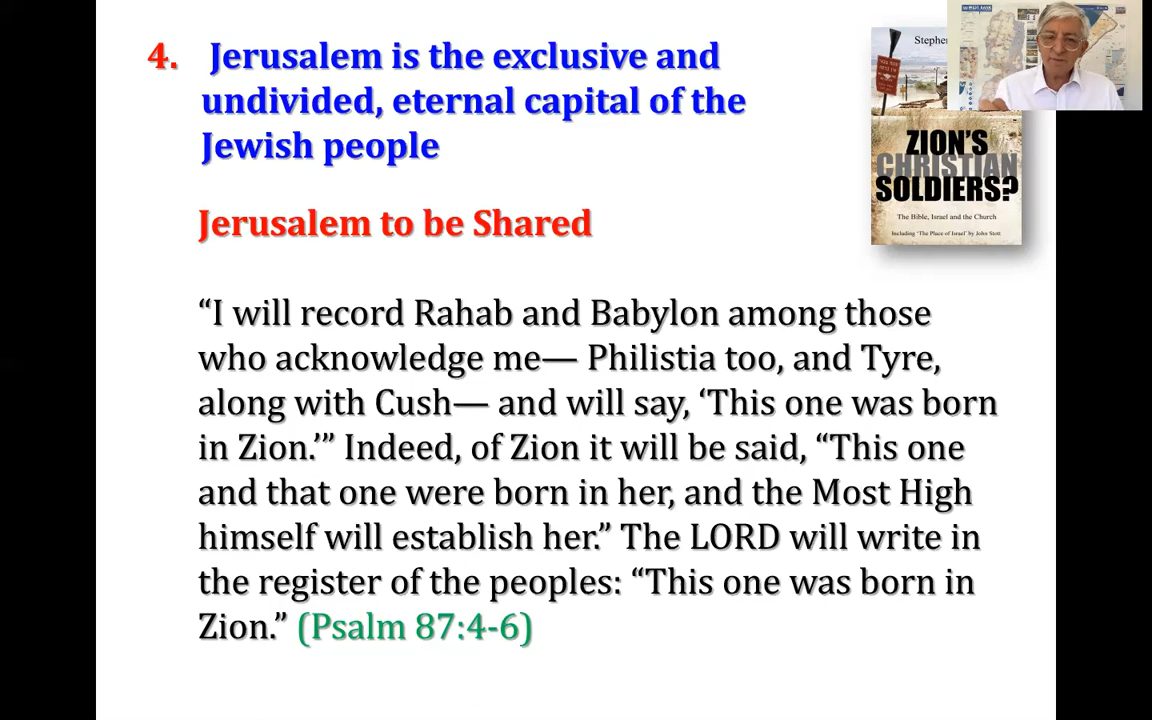 4. Jerusalem is the exclusive and
undivided, eternal capital of the
Jewish people
Jerusalem to be Shared
“I will record Rahab and Babylon among those
who acknowledge me— Philistia too, and Tyre,
along with Cush— and will say, ‘This one was born
in Zion.’” Indeed, of Zion it will be said, “This one
and that one were born in her, and the Most High
himself will establish her.” The LORD will write in
the register of the peoples: “This one was born in
Zion.” (Psalm 87:4-6)
Stephen
ZION'S
CHRISTIAN
SOLDIERS?
The Bible, Israel and the Church
Including 'The Place of Israel' by John Stott